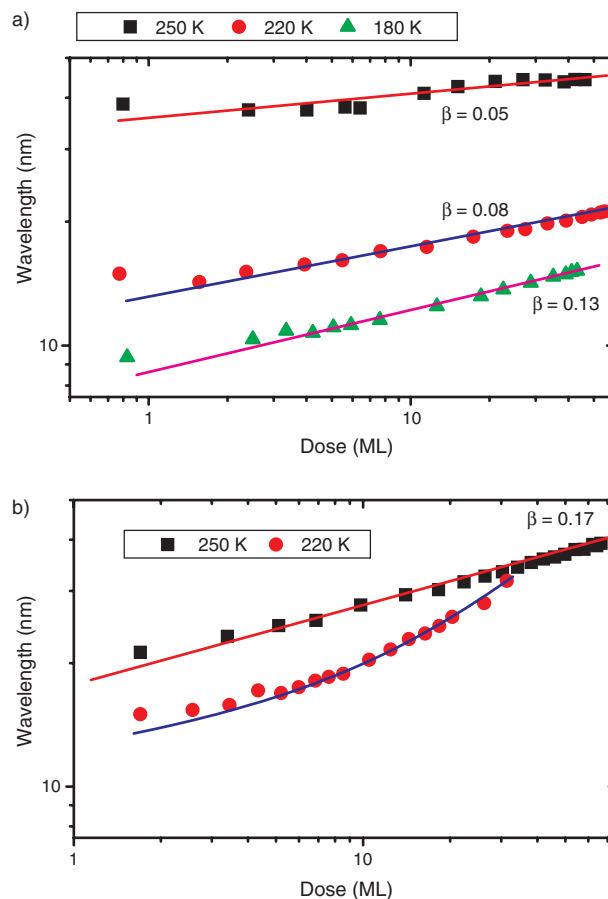 a)
250 K 220 K 180 K
Wavelength (nm)
10
β = 0.05
β = 0.08
β = 0.13
1 10
Dose (ML)
b)
250 K 220 K
β = 0.17
Wavelength (nm)
10
1 10
Dose (ML)